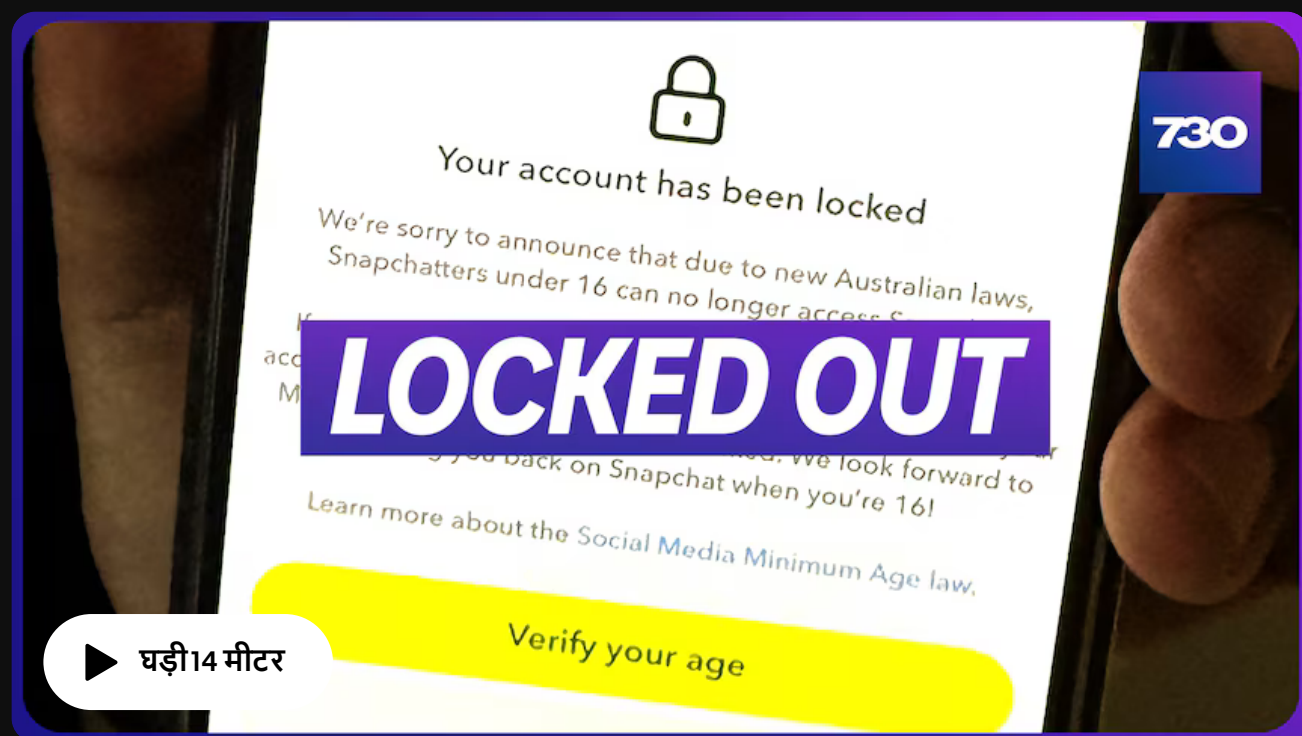 730
Your account has been locked
We're sorry to announce that due to new Australian laws,
Snapchatters under 16 can no longer access
LOCKED OUT
We look forward to
you back on Snapchat when you're 16!
Learn more about the Social Media Minimum Age law.
Verify your age
घड़ी 14 मीटर